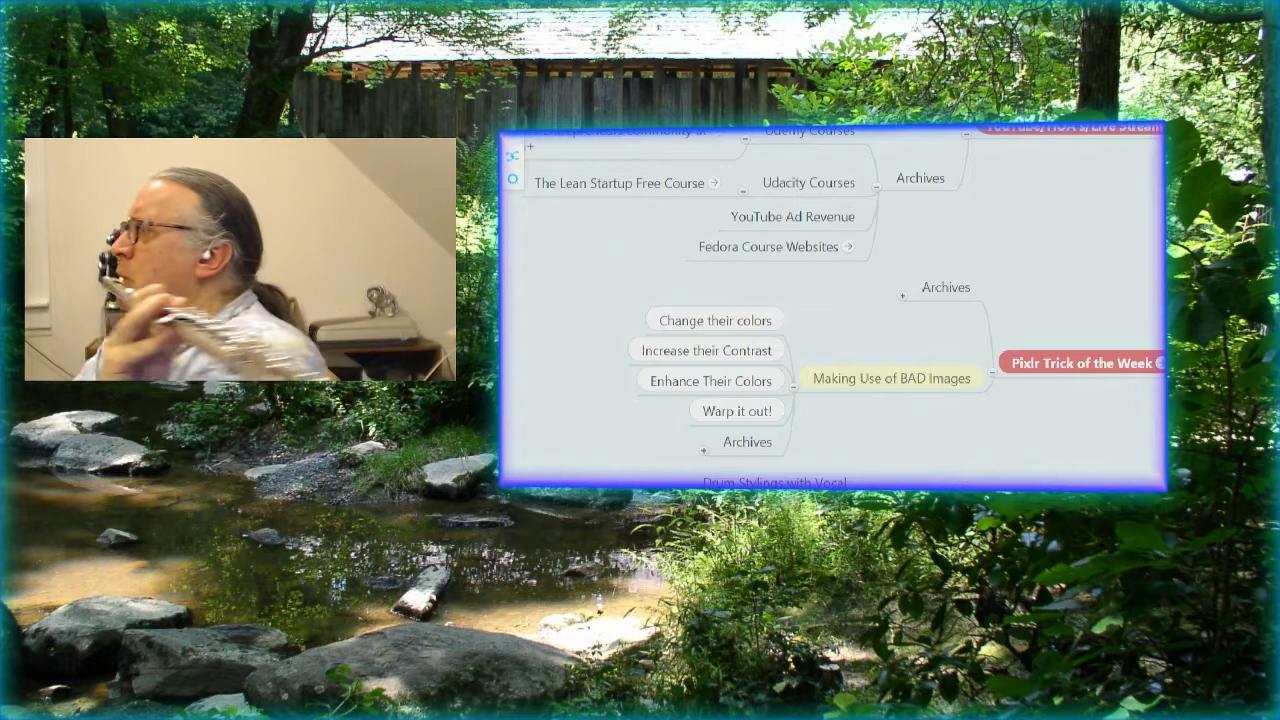 Udemy Courses
The Lean Startup Free Course
Udacity Courses
Archives
YouTube Ad Revenue
Fedora Course Websites
Archives
Change their colors
Increase their Contrast
Making Use of BAD Images
Pixlr Trick of the Week
Enhance Their Colors
Warp it out!
Archives
Drum Stylings with Vocal